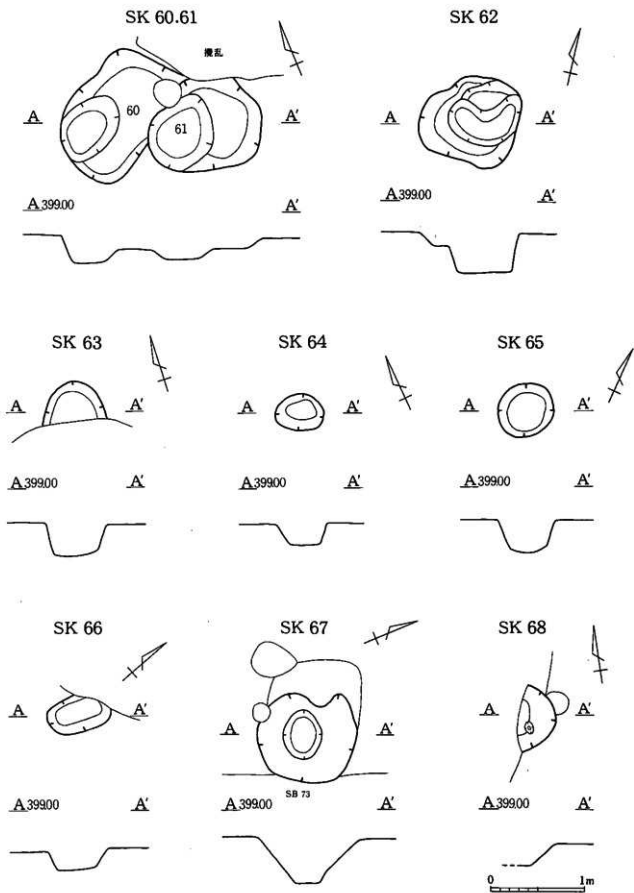 SK 60.61
SK 62
攪乱
60
61
A A'
A A'
A 399.00 A'
A 399.00 A'
SK 63
SK 64
SK 65
A A'
A A'
A A'
A 399.00 A'
A 399.00 A'
A 399.00 A'
SK 66
SK 67
SK 68
A A'
A A'
A A'
SB 73
A 399.00 A'
A 399.00 A'
A 399.00 A'
0 1m